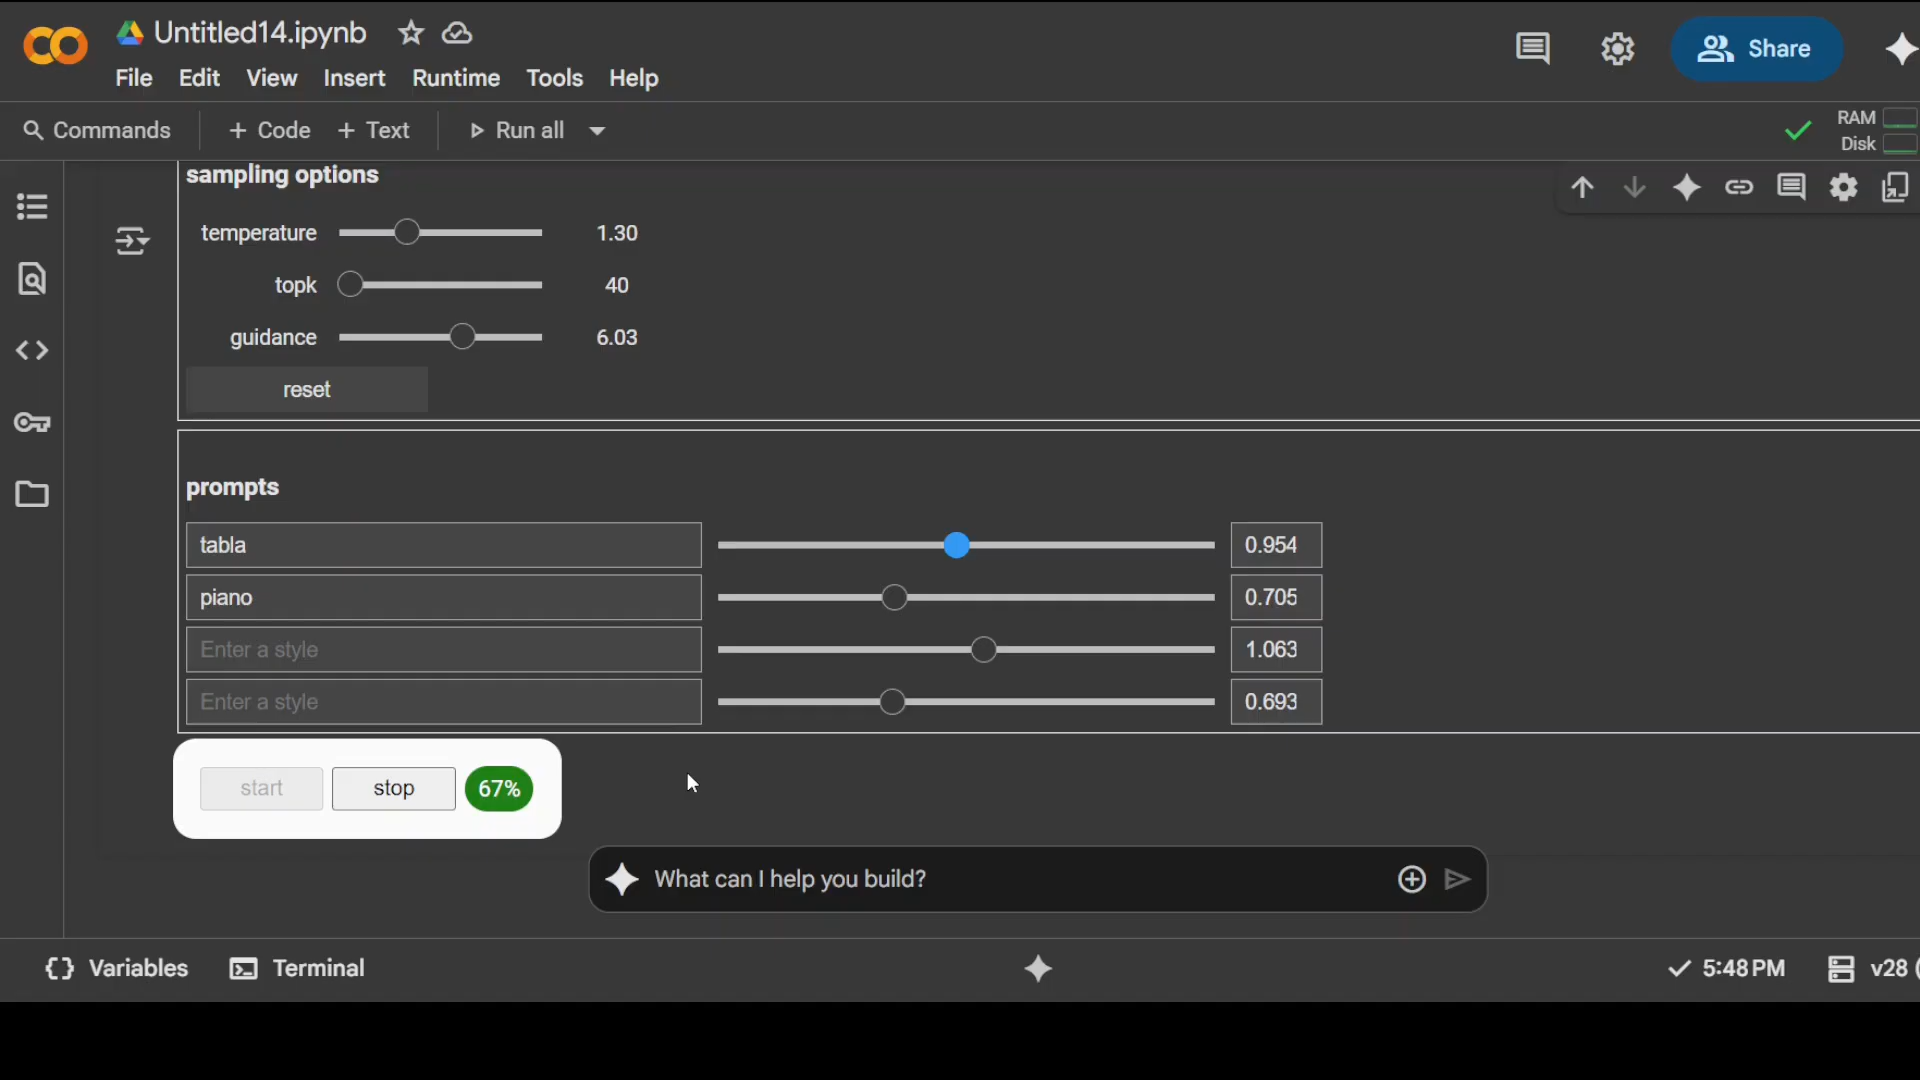 Untitled14.ipynb
File Edit View Insert Runtime Tools Help
Share
Commands + Code + Text Run all
RAM
Disk
sampling options
temperature 1.30
topk 40
guidance 6.03
reset
prompts
tabla 0.954
piano 0.705
Enter a style 1.063
Enter a style 0.693
start stop 67%
What can I help you build?
Variables Terminal 5:48 PM v28 (